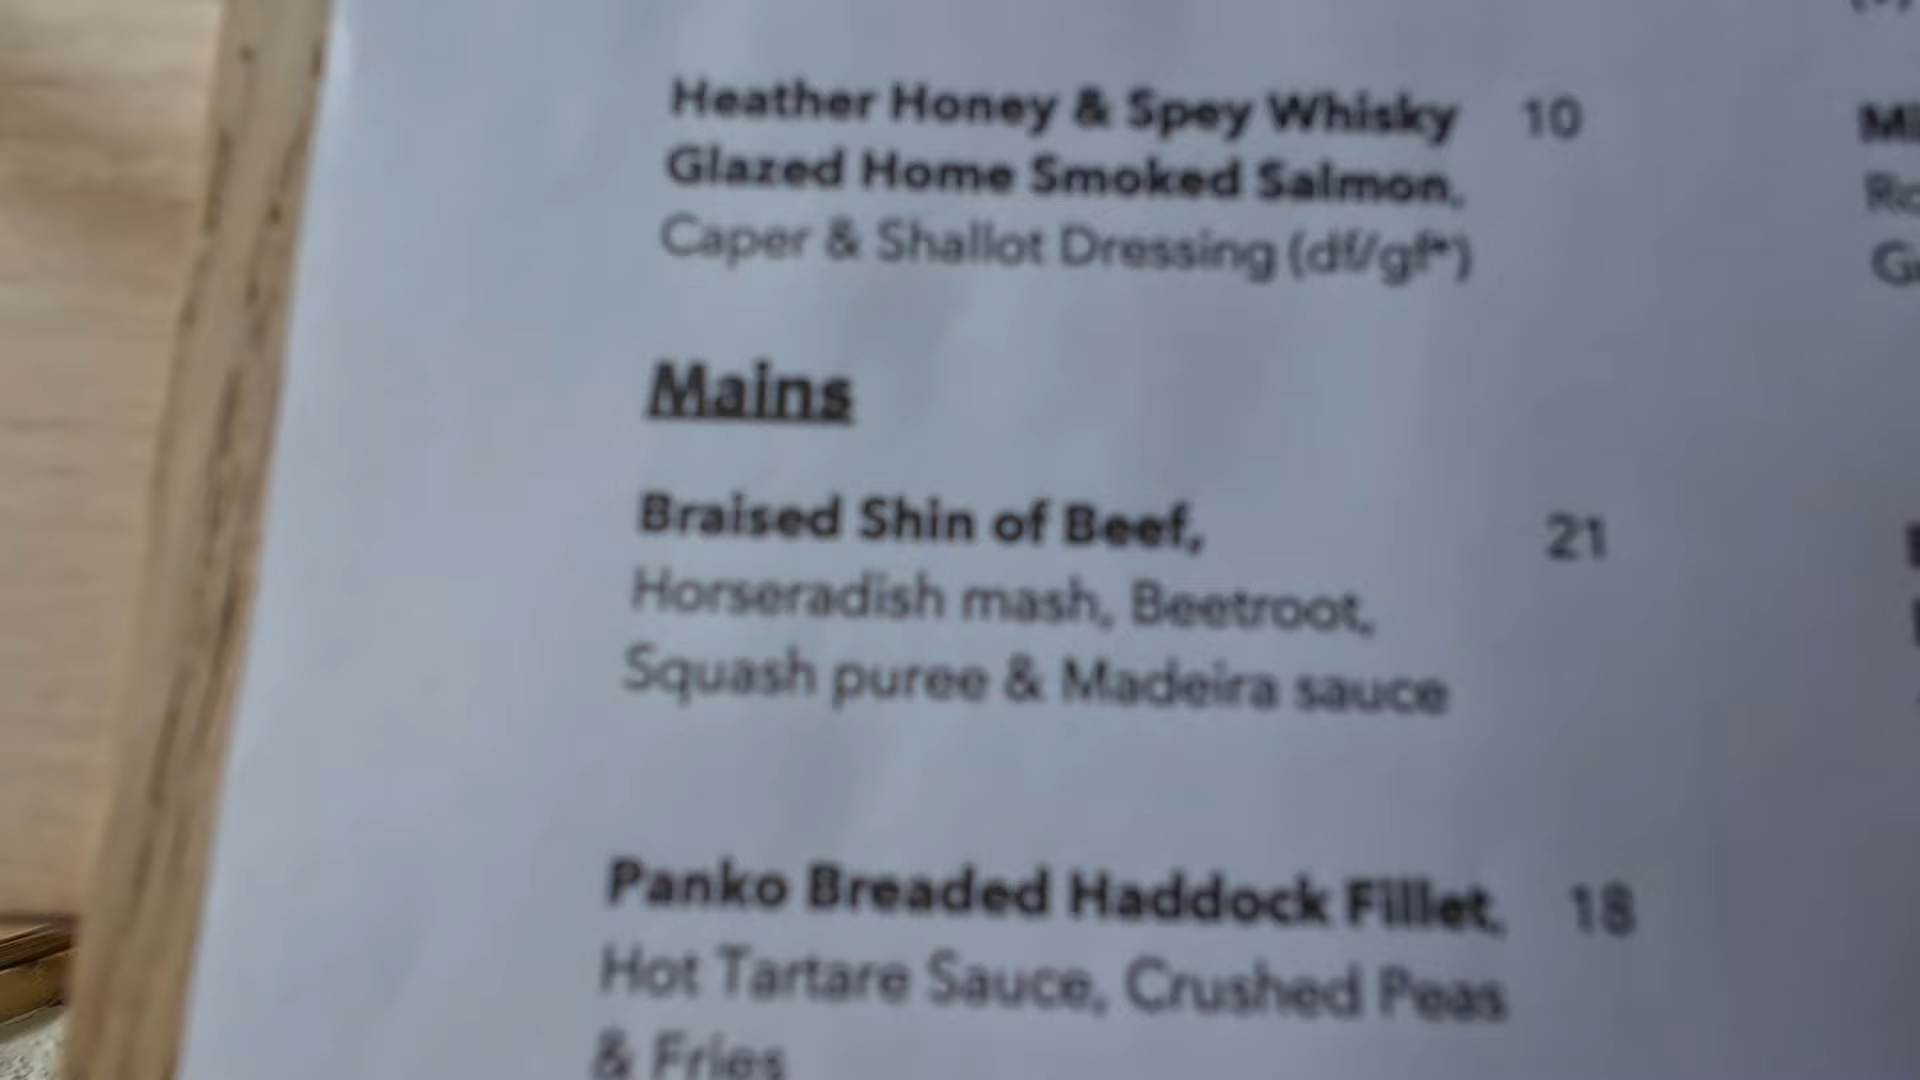 Heather Honey & Spey Whisky 10
Glazed Home Smoked Salmon,
Caper & Shallot Dressing (df/gf*)
Mains
Braised Shin of Beef, 21
Horseradish mash, Beetroot,
Squash puree & Madeira sauce
Panko Breaded Haddock Fillet, 18
Hot Tartare Sauce, Crushed Peas
& Fries